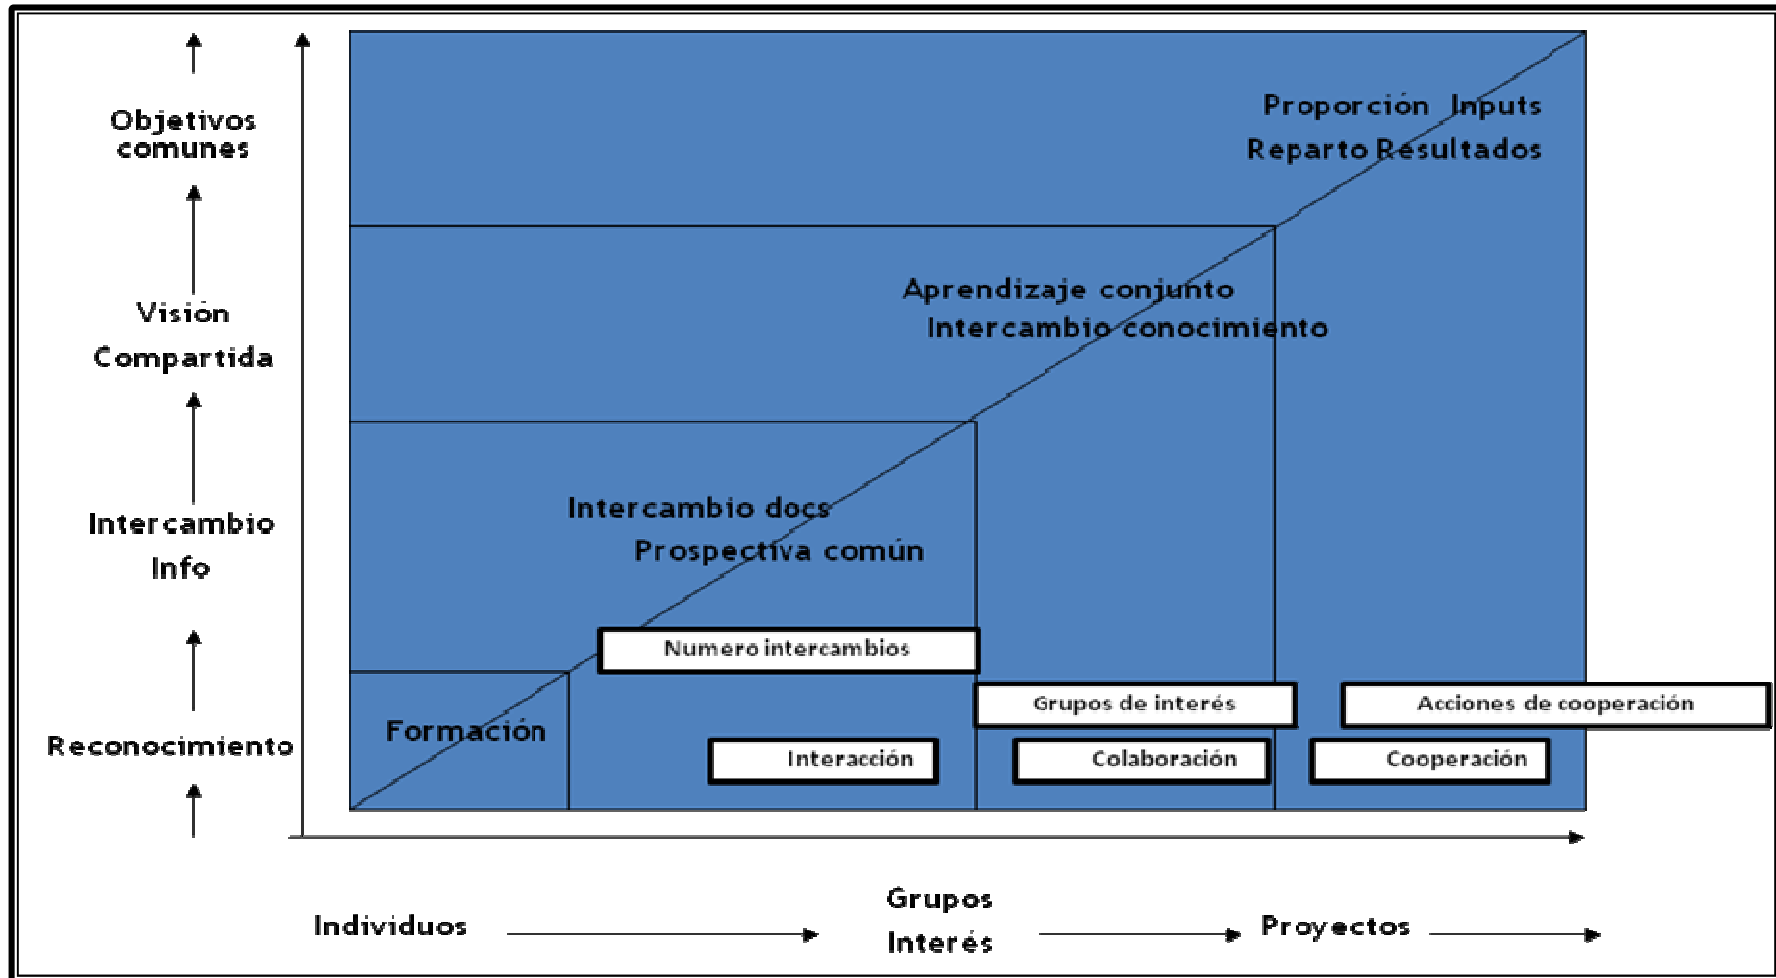 Objetivos
comunes
Visión
Compartida
Intercambio
Info
Reconocimiento
Proporción Inputs
Reparto Resultados
Aprendizaje conjunto
Intercambio conocimiento
Intercambio docs
Prospectiva común
Formación
Numero intercambios
Grupos de interés
Acciones de cooperación
Interacción
Colaboración
Cooperación
Individuos
Grupos
Interés
Proyectos